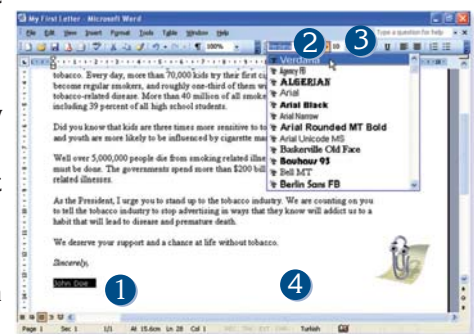 My First Letter - Microsoft Word
File Edit View Insert Format Tools Table Window Help
Type a question for help
100%
Verdana
10
2
3
Verdana
Agency FB
ALGERIAN
Arial
Arial Black
Arial Narrow
Arial Rounded MT Bold
Arial Unicode MS
Baskerville Old Face
Bauhaus 93
Bell MT
Berlin Sans FB
tobacco. Every day, more than 70,000 kids try their first
become regular smokers, and roughly one-third of them
tobacco-related disease. More than 40 million of all
including 39 percent of all high school students.
Did you know that kids are three times more sensitive to
and youth are more likely to be influenced by cigarette
Well over 5,000,000 people die from smoking related
must be done. The governments spend more than $200
related illnesses.
As the President, I urge you to stand up to the tobacco industry. We are counting on you
to tell the tobacco industry to stop advertising in ways that they know will addict us to a
habit that will lead to disease and premature death.
We deserve your support and a chance at life without tobacco.
Sincerely,
John Doe
1
4
Page 1 Sec 1 1/1 At 15.6cm Ln 28 Col 1 REC TRK EXT OVR Turkish